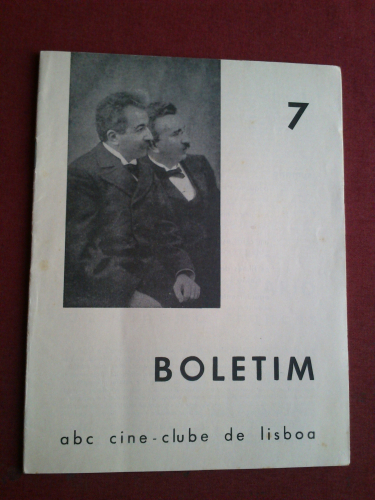 7
BOLETIM
abc cine-clube de lisboa